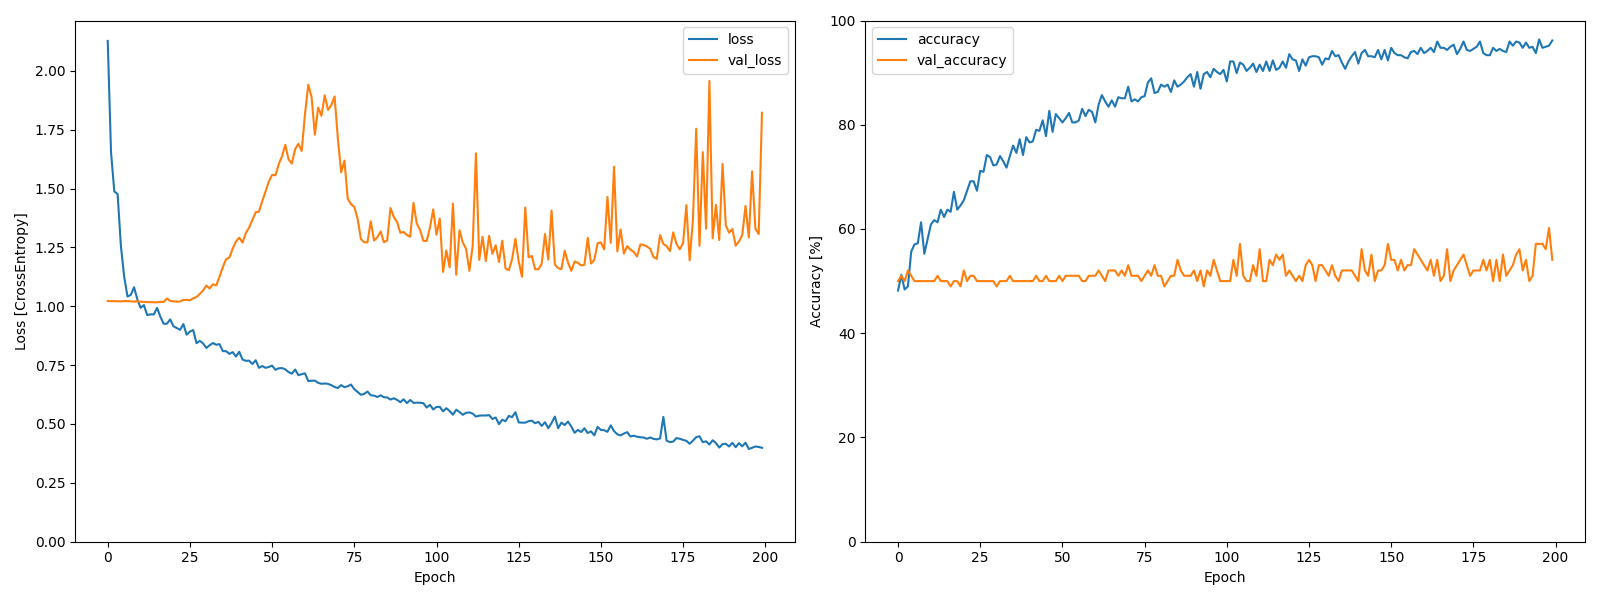 loss
val_loss
2.00
1.75
1.50
1.25
1.00
0.75
0.50
0.25
0.00
Loss [CrossEntropy]
0 25 50 75 100 125 150 175 200
Epoch
accuracy
val_accuracy
100
80
60
40
20
0
Accuracy [%]
0 25 50 75 100 125 150 175 200
Epoch